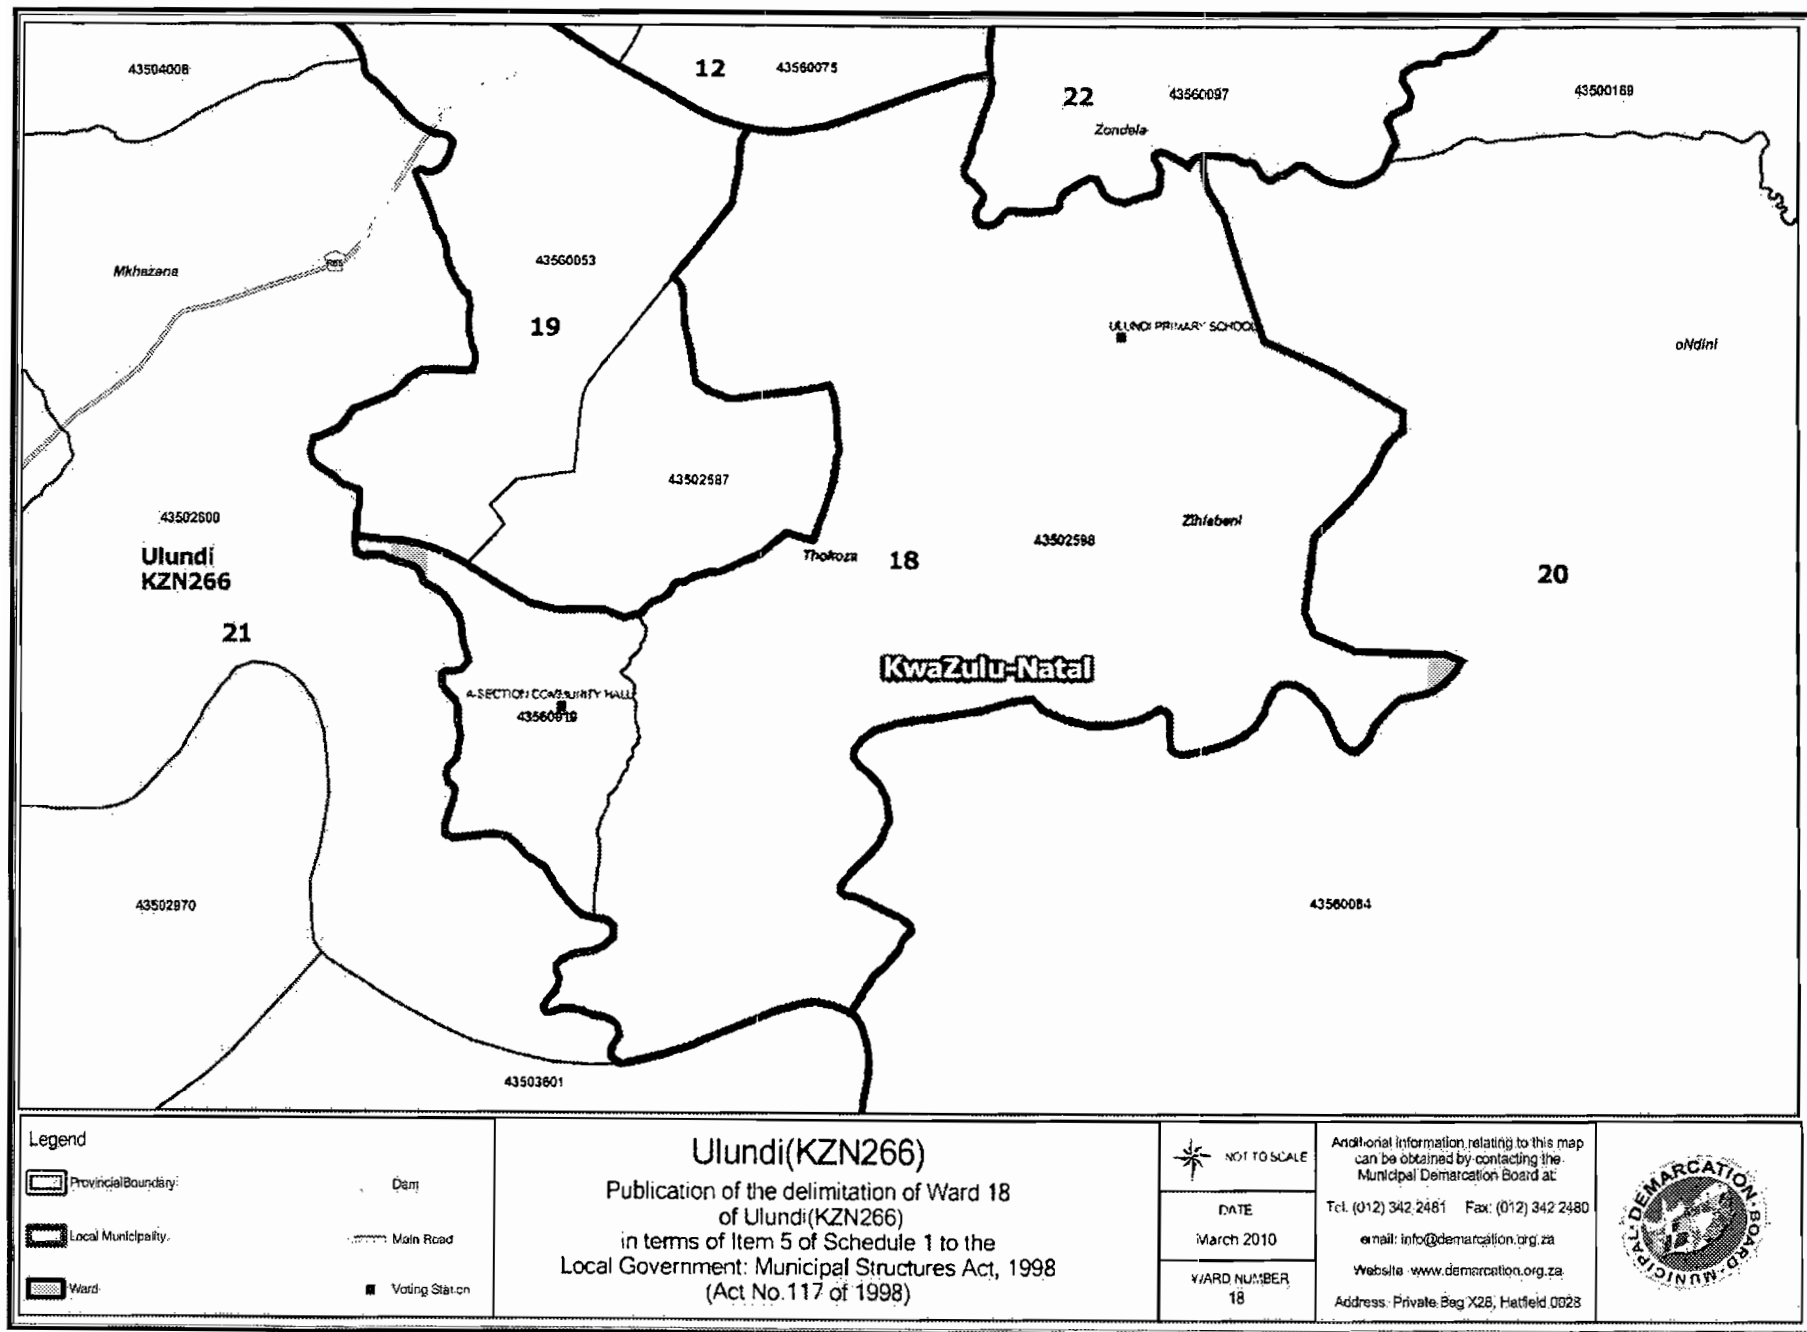 43504008
12
43560075
22
43560097
43500169
Zondela
Mkhazana
43560053
19
ULUNDI PRIMARY SCHOOL
oNdini
43502587
43502600
Ulundi
KZN266
Thokoza
18
43502598
Zihlabeni
20
21
KwaZulu-Natal
A-SECTION COMMUNITY HALL
43560019
43502970
43560084
43503601
Legend
Provincial Boundary
Local Municipality
Ward
Dam
Main Road
Voting Station
Ulundi(KZN266)
Publication of the delimitation of Ward 18
of Ulundi(KZN266)
in terms of Item 5 of Schedule 1 to the
Local Government: Municipal Structures Act, 1998
(Act No.117 of 1998)
NOT TO SCALE
DATE
March 2010
WARD NUMBER
18
Additional information relating to this map
can be obtained by contacting the
Municipal Demarcation Board at:
Tel. (012) 342 2481 Fax: (012) 342 2480
email: info@demarcation.org.za
Website www.demarcation.org.za
Address: Private Bag X28, Hatfield 0028
MUNICIPAL DEMARCATION BOARD